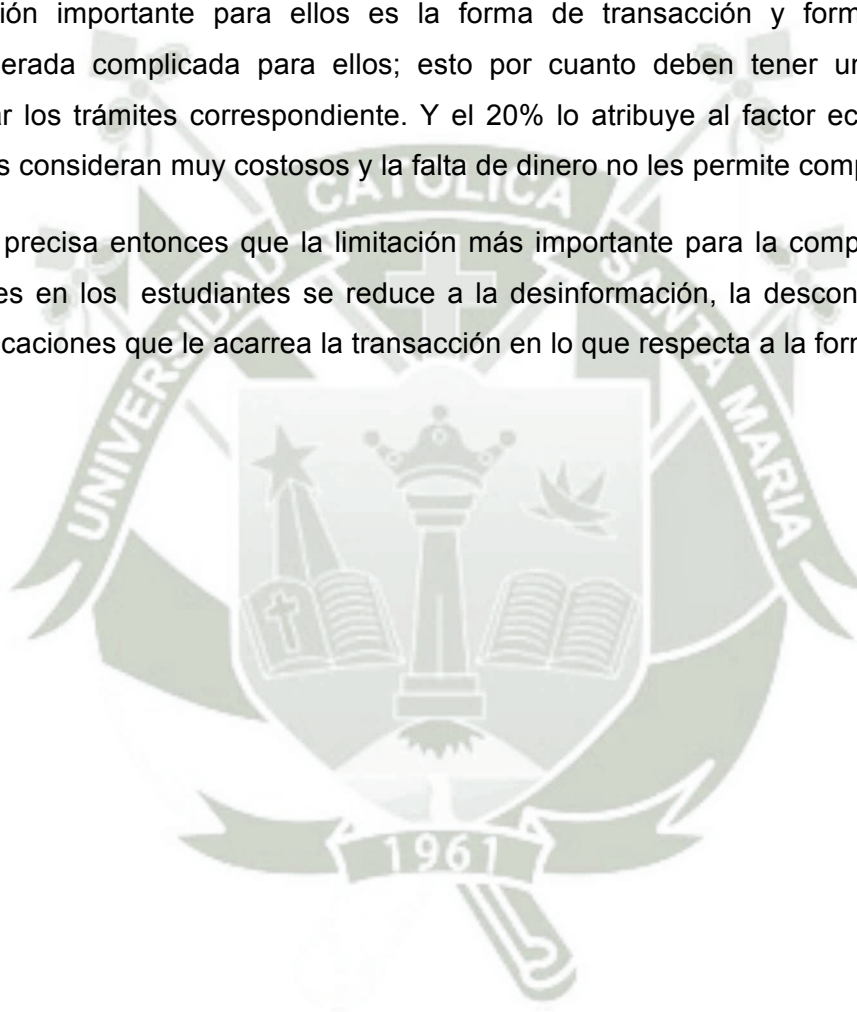 ión importante para ellos es la forma de transacción y form
erada complicada para ellos; esto por cuanto deben tener un
ar los trámites correspondiente. Y el 20% lo atribuye al factor ec
s consideran muy costosos y la falta de dinero no les permite comp
precisa entonces que la limitación más importante para la comp
es en los estudiantes se reduce a la desinformación, la descon
caciones que le acarrea la transacción en lo que respecta a la for
UNIVERSIDAD CATOLICA SANTA MARIA
1961